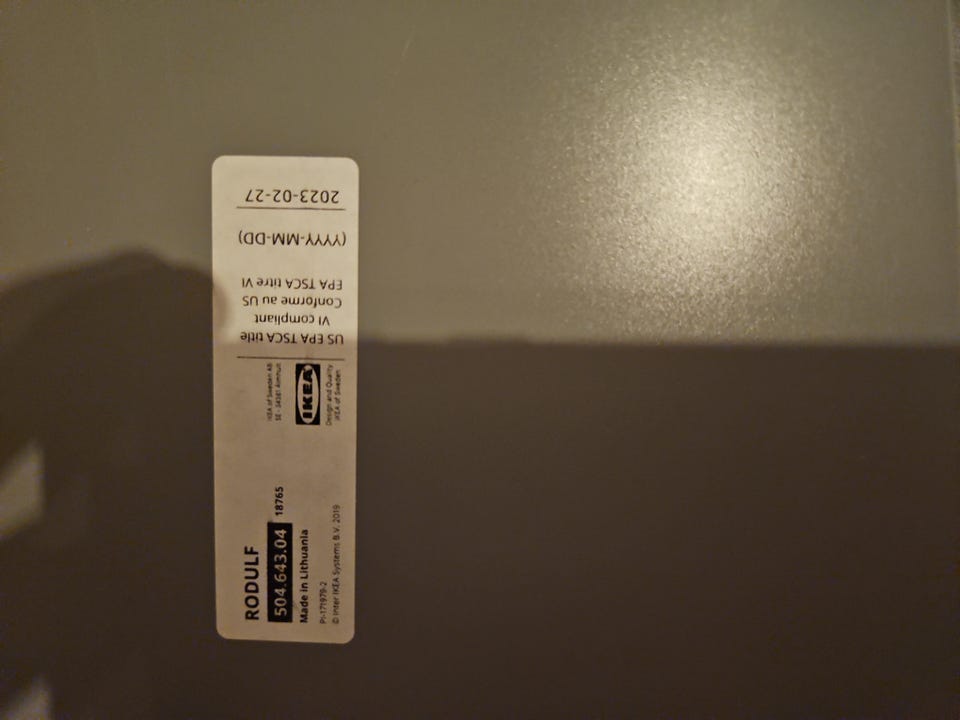 RODULF
504.643.04 18765
Made in Lithuania
PI-171979-2
© Inter IKEA Systems B.V. 2019
IKEA of Sweden AB
SE - 34381 Älmhult
IKEA
Design and Quality
IKEA of Sweden
US EPA TSCA title
VI compliant
Conforme au US
EPA TSCA titre VI
(YYYY-MM-DD)
2023-02-27